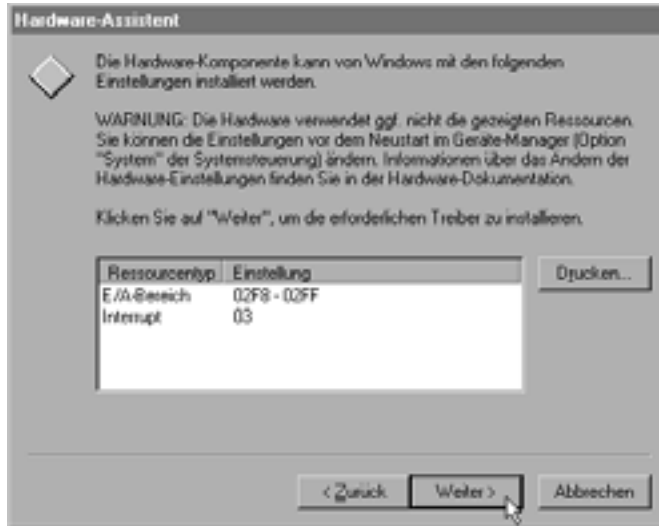 Hardware-Assistent
Die Hardware-Komponente kann von Windows mit den folgenden
Einstellungen installiert werden.
WARNUNG: Die Hardware verwendet ggf. nicht die gezeigten Ressourcen.
Sie können die Einstellungen vor dem Neustart im Geräte-Manager (Option
"System" der Systemsteuerung) ändern. Informationen über das Ändern der
Hardware-Einstellungen finden Sie in der Hardware-Dokumentation.
Klicken Sie auf "Weiter", um die erforderlichen Treiber zu installieren.
Ressourcentyp Einstellung
E/A-Bereich 02F8 - 02FF
Interrupt 03
Drucken...
< Zurück Weiter > Abbrechen